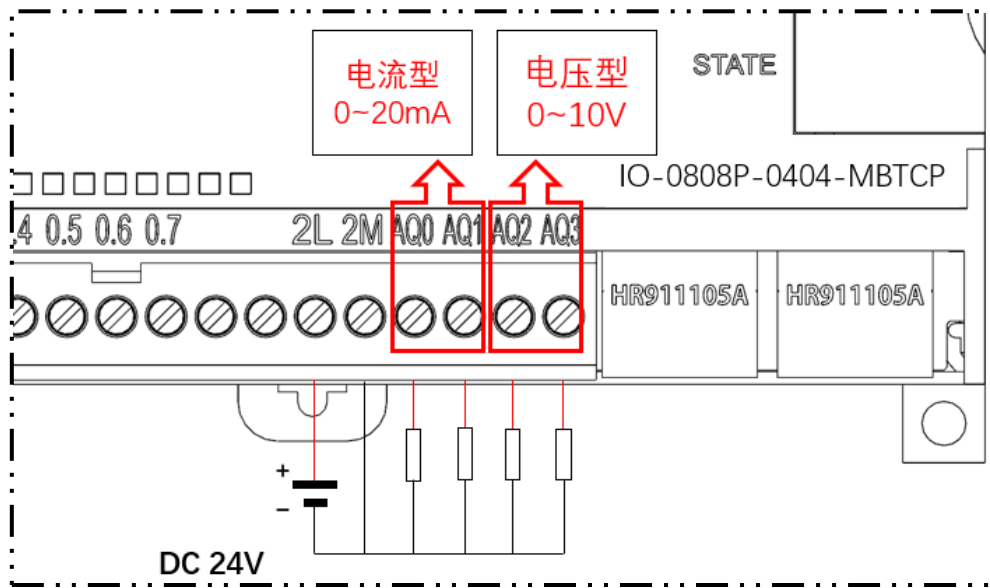 电流型
0~20mA
电压型
0~10V
STATE
IO-0808P-0404-MBTCP
.4 0.5 0.6 0.7 2L 2M AQ0 AQ1 AQ2 AQ3
HR911105A
HR911105A
+
−
DC 24V